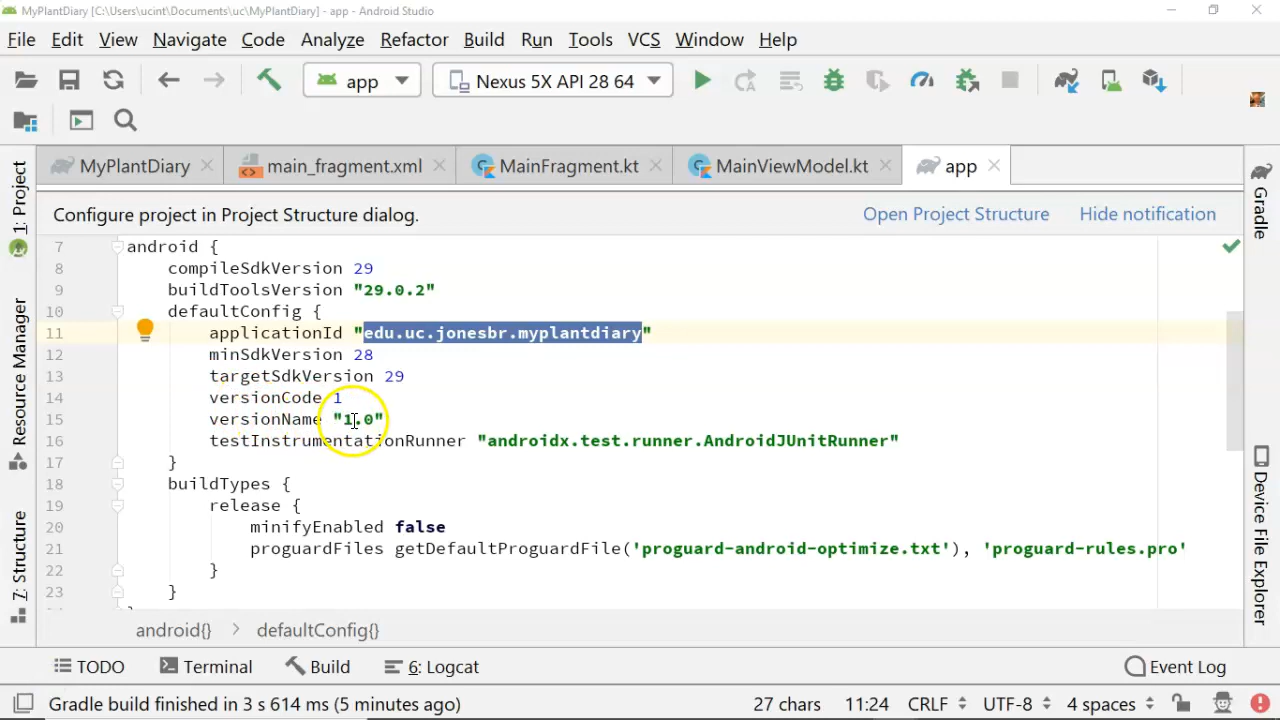 MyPlantDiary [C:\Users\ucint\Documents\uc\MyPlantDiary] - app - Android Studio
File Edit View Navigate Code Analyze Refactor Build Run Tools VCS Window Help
app Nexus 5X API 28 64
MyPlantDiary main_fragment.xml MainFragment.kt MainViewModel.kt app
Configure project in Project Structure dialog. Open Project Structure Hide notification
7 android {
8 compileSdkVersion 29
9 buildToolsVersion "29.0.2"
10 defaultConfig {
11 applicationId "edu.uc.jonesbr.myplantdiary"
12 minSdkVersion 28
13 targetSdkVersion 29
14 versionCode 1
15 versionName "1.0"
16 testInstrumentationRunner "androidx.test.runner.AndroidJUnitRunner"
17 }
18 buildTypes {
19 release {
20 minifyEnabled false
21 proguardFiles getDefaultProguardFile('proguard-android-optimize.txt'), 'proguard-rules.pro'
22 }
23 }
android{} > defaultConfig{}
1: Project
Resource Manager
7: Structure
Gradle
Device File Explorer
TODO Terminal Build 6: Logcat Event Log
Gradle build finished in 3 s 614 ms (5 minutes ago) 27 chars 11:24 CRLF UTF-8 4 spaces